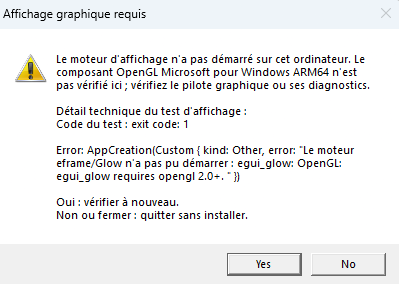 Affichage graphique requis
Le moteur d'affichage n'a pas démarré sur cet ordinateur. Le
composant OpenGL Microsoft pour Windows ARM64 n'est
pas vérifié ici ; vérifiez le pilote graphique ou ses diagnostics.
Détail technique du test d'affichage :
Code du test : exit code: 1
Error: AppCreation(Custom { kind: Other, error: "Le moteur
eframe/Glow n'a pas pu démarrer : egui_glow: OpenGL:
egui_glow requires opengl 2.0+. " })
Oui : vérifier à nouveau.
Non ou fermer : quitter sans installer.
Yes
No